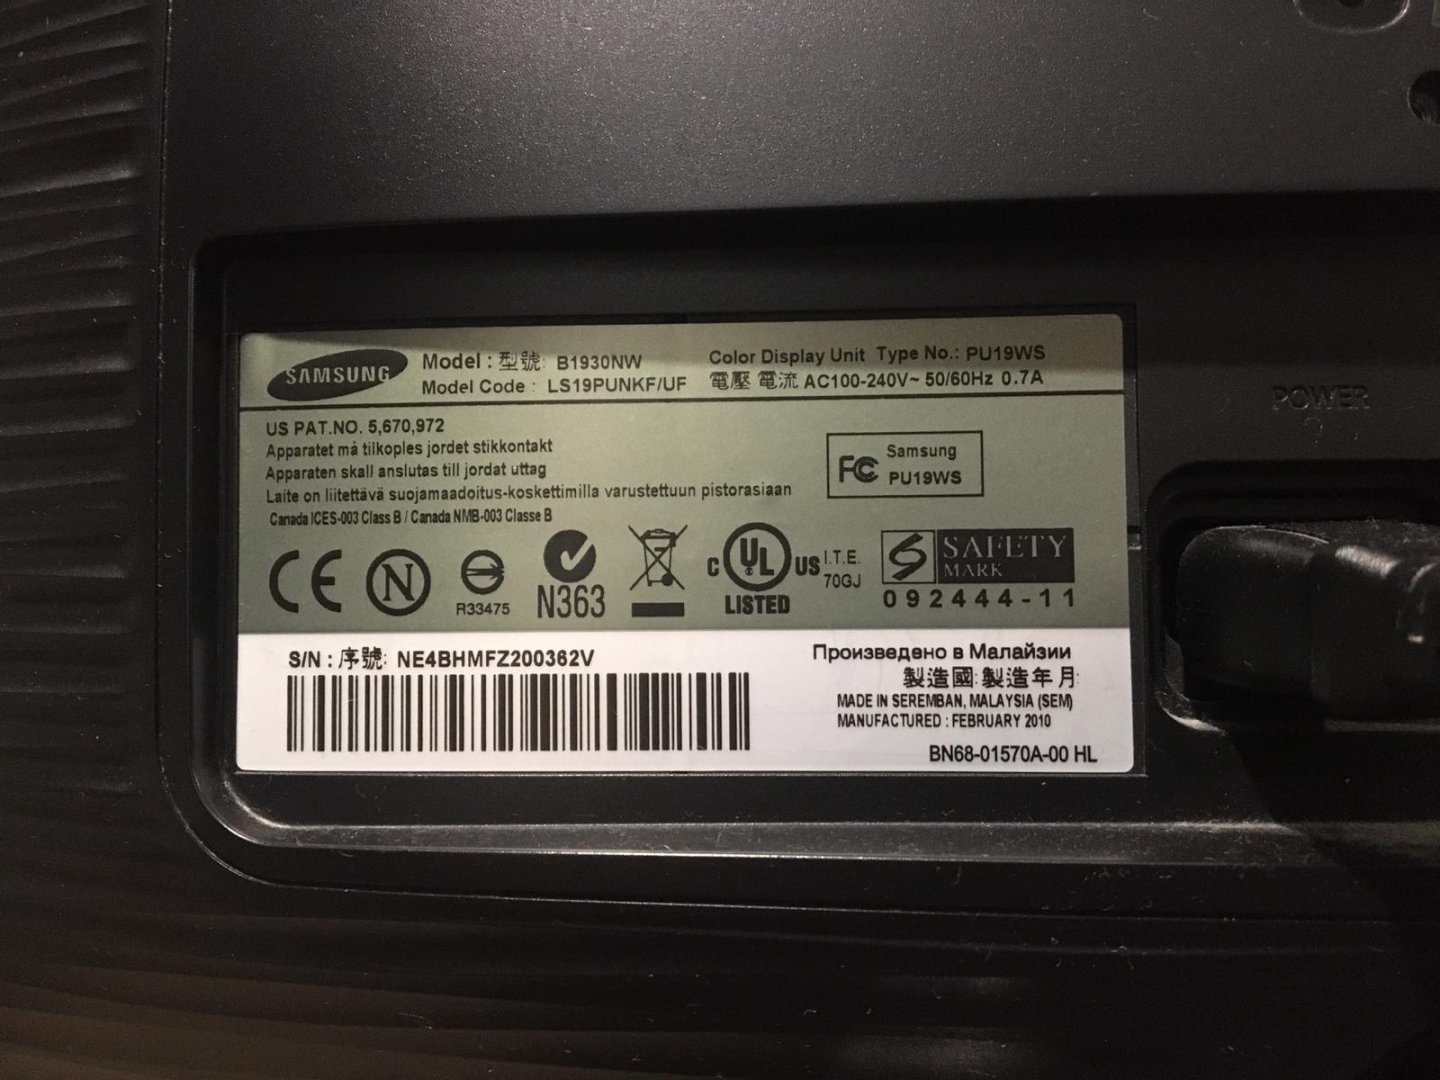 SAMSUNG
Model : 型號: B1930NW
Model Code : LS19PUNKF/UF
Color Display Unit Type No.: PU19WS
電壓 電流 AC100-240V~ 50/60Hz 0.7A
US PAT.NO. 5,670,972
Apparatet må tilkoples jordet stikkontakt
Apparaten skall anslutas till jordat uttag
Laite on liitettävä suojamaadoitus-koskettimilla varustettuun pistorasiaan
Canada ICES-003 Class B / Canada NMB-003 Classe B
FC Samsung
PU19WS
CE N R33475 N363
C UL US LISTED I.T.E. 70GJ
SAFETY MARK
092444-11
S/N : 序號: NE4BHMFZ200362V
Произведено в Малайзии
製造國: 製造年月:
MADE IN SEREMBAN, MALAYSIA (SEM)
MANUFACTURED : FEBRUARY 2010
BN68-01570A-00 HL
POWER